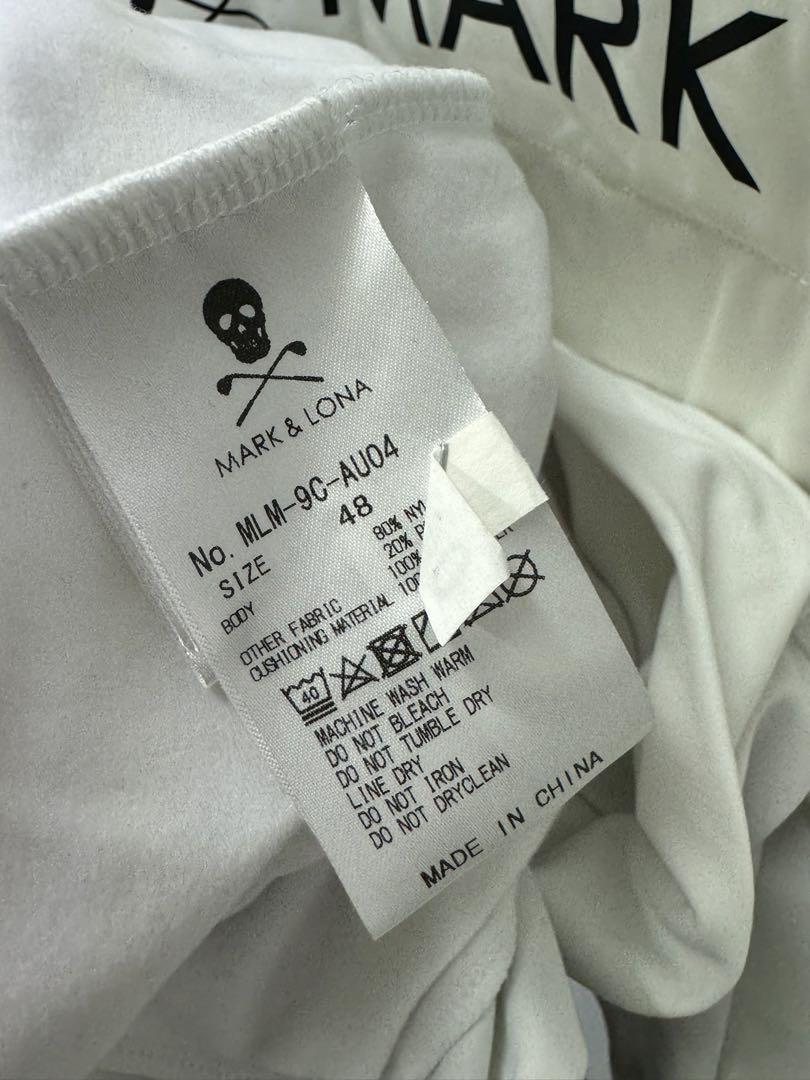 MARK
MARK & LONA
No. MLM-9C-AU04
SIZE 48
BODY 80% NY
20% P
OTHER FABRIC 100%
CUSHIONING MATERIAL 100
40
MACHINE WASH WARM
DO NOT BLEACH
DO NOT TUMBLE DRY
LINE DRY
DO NOT IRON
DO NOT DRYCLEAN
MADE IN CHINA